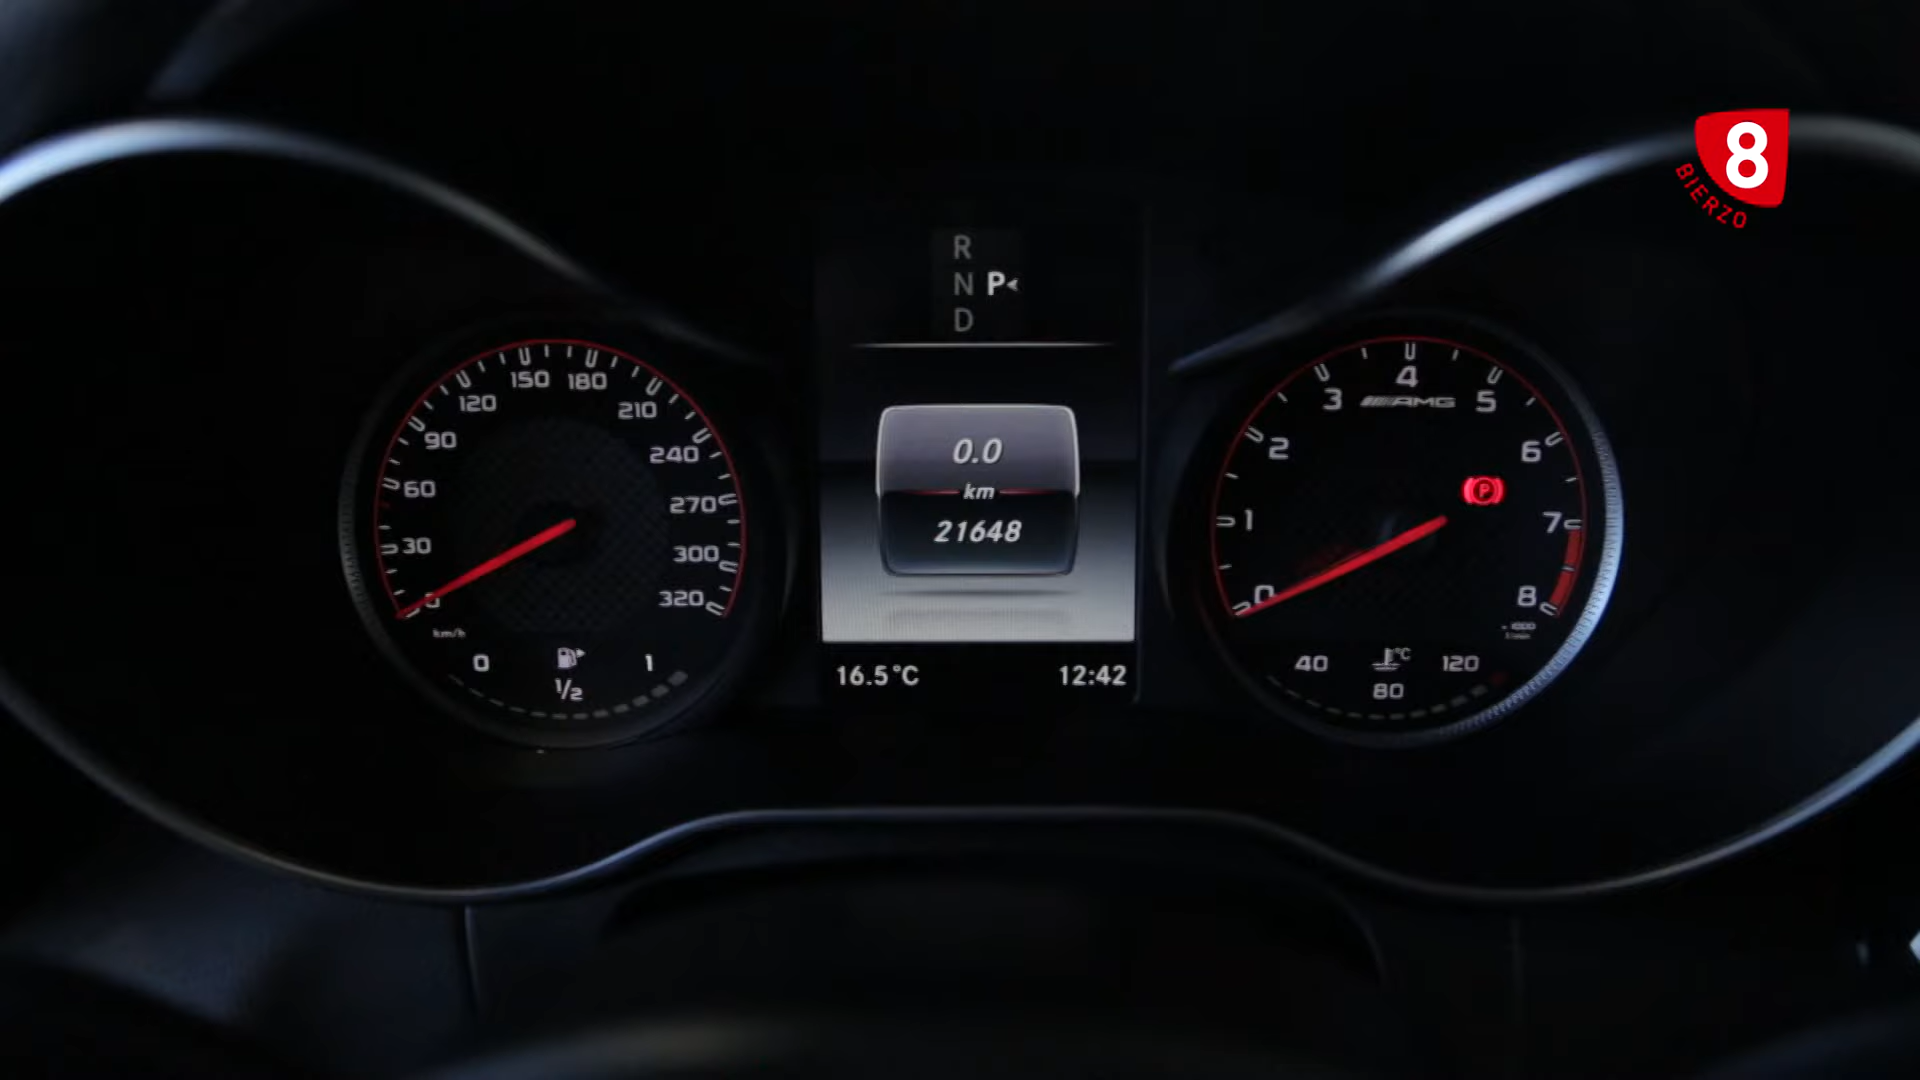 8
BIERZO
R
N P
D
0.0
km
21648
16.5°C 12:42
0
30
60
90
120
150
180
210
240
270
300
320
km/h
0 1/2 1
0
1
2
3
4
5
6
7
8
AMG
P
40 80 120
°C